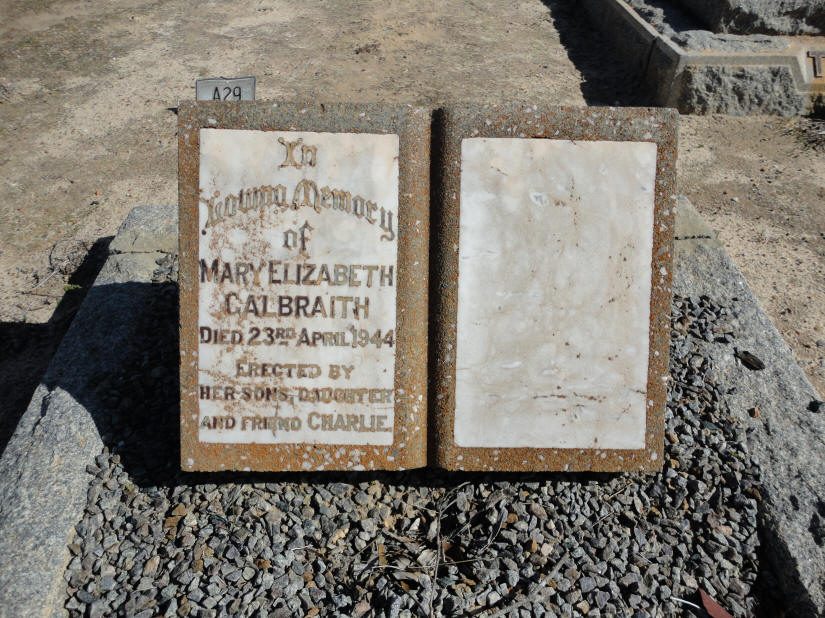 A29
In
Loving Memory
of
MARY ELIZABETH
GALBRAITH
DIED 23RD APRIL 1944
ERECTED BY
HER SONS, DAUGHTER
AND FRIEND CHARLIE.